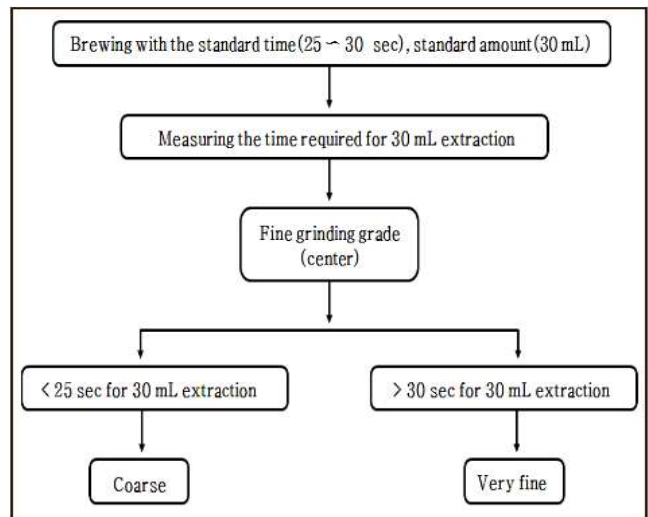 Brewing with the standard time(25 ∼ 30 sec), standard amount(30 mL)
Measuring the time required for 30 mL extraction
Fine grinding grade
(center)
< 25 sec for 30 mL extraction
> 30 sec for 30 mL extraction
Coarse
Very fine